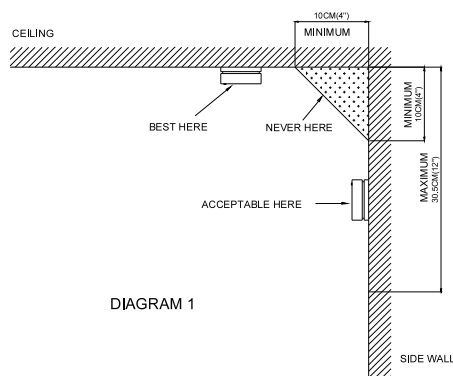 10CM(4")
CEILING
MINIMUM
BEST HERE
NEVER HERE
MINIMUM
10CM(4")
MAXIMUM
30.5CM(12")
ACCEPTABLE HERE
DIAGRAM 1
SIDE WALL